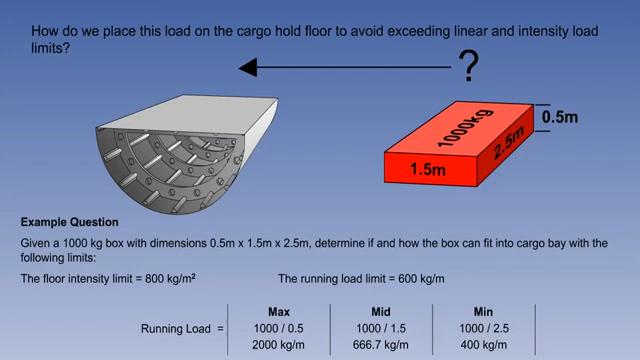 How do we place this load on the cargo hold floor to avoid exceeding linear and intensity load
limits?
?
1000kg
0.5m
2.5m
1.5m
Example Question
Given a 1000 kg box with dimensions 0.5m x 1.5m x 2.5m, determine if and how the box can fit into cargo bay with the
following limits:
The floor intensity limit = 800 kg/m² The running load limit = 600 kg/m
Max Mid Min
Running Load = 1000 / 0.5 1000 / 1.5 1000 / 2.5
2000 kg/m 666.7 kg/m 400 kg/m